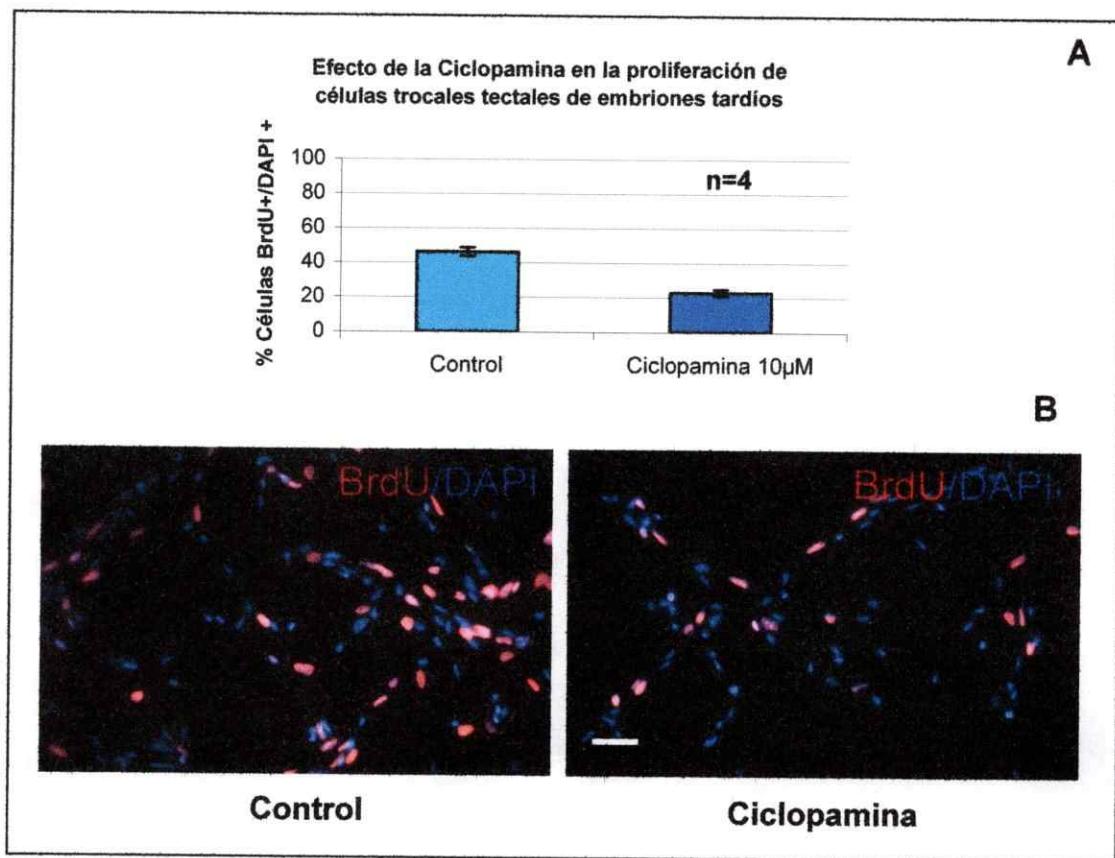 A
Efecto de la Ciclopamina en la proliferación de
células trocales tectales de embriones tardíos
% Células BrdU+/DAPI +
100
80
60
40
20
0
n=4
Control
Ciclopamina 10µM
B
BrdU/DAPI
BrdU/DAPI
Control
Ciclopamina